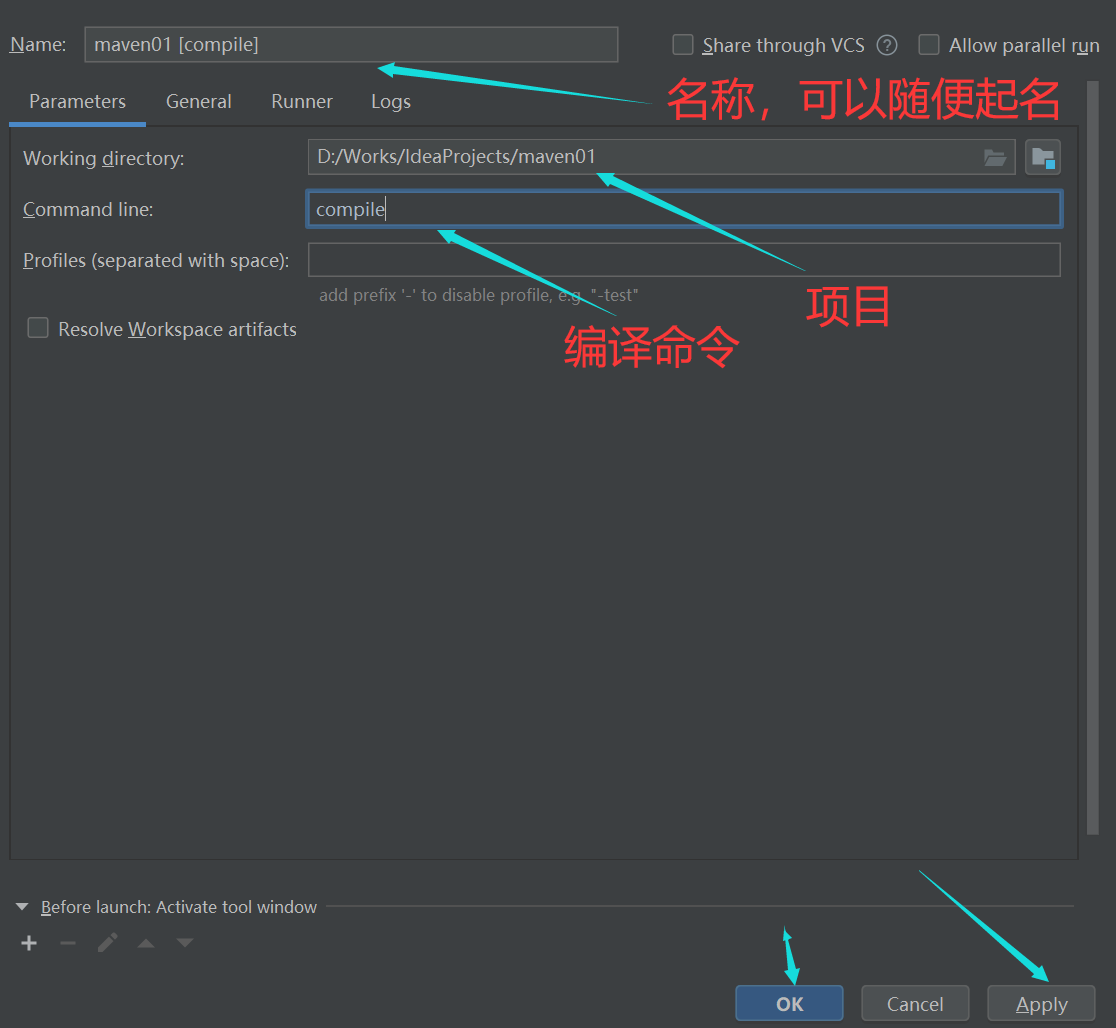 Name: maven01 [compile] Share through VCS ? Allow parallel run
名称，可以随便起名
Parameters General Runner Logs
Working directory: D:/Works/IdeaProjects/maven01
Command line: compile
Profiles (separated with space):
add prefix '-' to disable profile, e.g. "-test"
项目
Resolve Workspace artifacts
编译命令
Before launch: Activate tool window
OK Cancel Apply